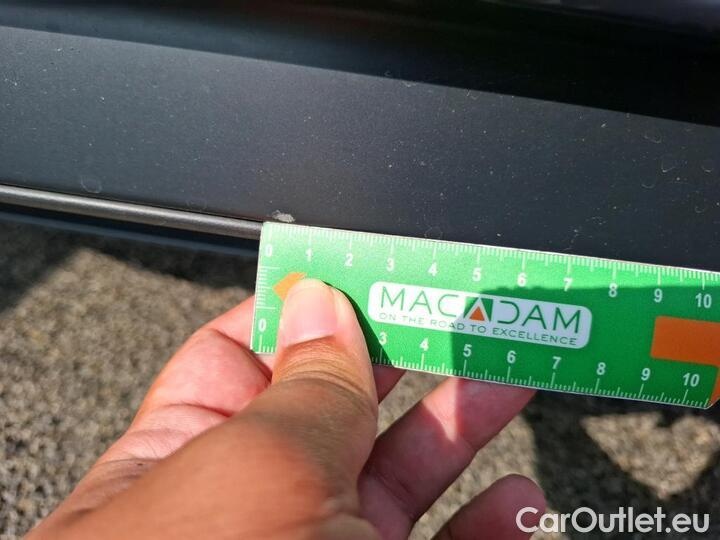 0 1 2 3 4 5 6 7 8 9 10
MACADAM
ON THE ROAD TO EXCELLENCE
0 3 4 5 6 7 8 9 10
CarOutlet.eu